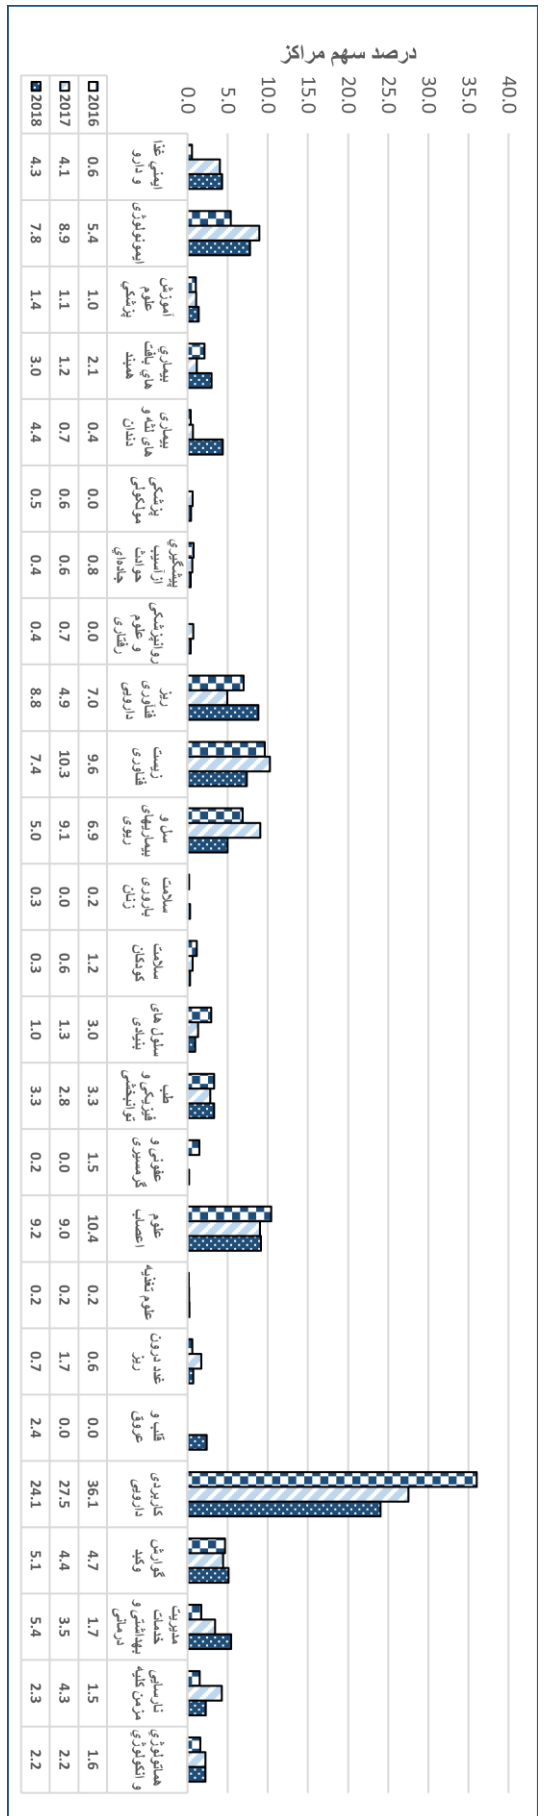 درصد سهم مراکز
40.0
35.0
30.0
25.0
20.0
15.0
10.0
5.0
0.0
ایمنی غذا
و دارو
ایمونولوژی
آموزش
علوم
پزشکی
بیماری
های بافت
همبند
بیماری
های لثه و
دندان
پزشکی
مولکولی
پیشگیری
از آسیب
حوادث
جاده‌ای
روانپزشکی
و علوم
رفتاری
ریز
فناوری
دارویی
زیست
فناوری
سل و
بیماریهای
ریوی
سلامت
باروری
زنان
سلامت
کودکان
سلول های
بنیادی
طب
فیزیکی و
توانبخشی
عفونی و
گرمسیری
علوم
اعصاب
علوم تغذیه
غدد درون
ریز
قلب و
عروق
کاربردی
دارویی
گوارش
وکبد
مدیریت
خدمات
بهداشتی و
درمانی
نارسایی
مزمن کلیه
هماتولوژی
و انکولوژی
2016 0.6 5.4 1.0 2.1 0.4 0.0 0.8 0.0 7.0 9.6 6.9 0.2 1.2 3.0 3.3 1.5 10.4 0.2 0.6 0.0 36.1 4.7 1.7 1.5 1.6
2017 4.1 8.9 1.1 1.2 0.7 0.6 0.6 0.7 4.9 10.3 9.1 0.0 0.6 1.3 2.8 0.0 9.0 0.2 1.7 0.0 27.5 4.4 3.5 4.3 2.2
2018 4.3 7.8 1.4 3.0 4.4 0.5 0.4 0.4 8.8 7.4 5.0 0.3 0.3 1.0 3.3 0.2 9.2 0.2 0.7 2.4 24.1 5.1 5.4 2.3 2.2